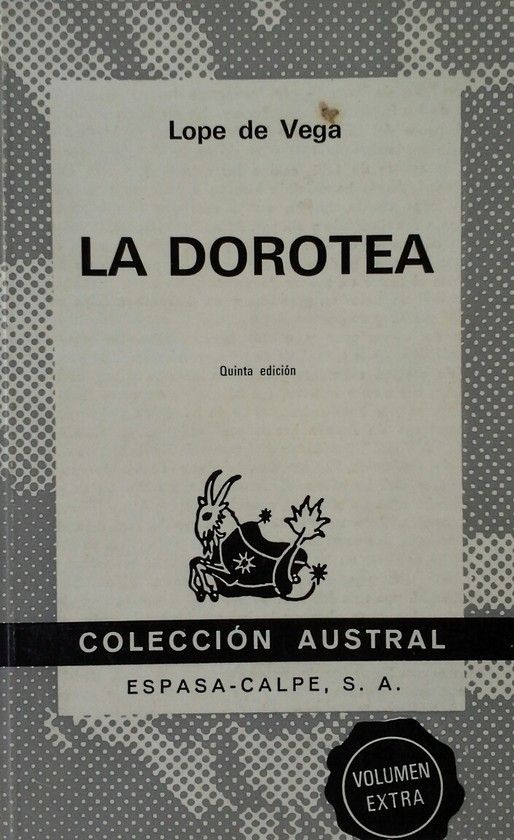 Lope de Vega
LA DOROTEA
Quinta edición
COLECCIÓN AUSTRAL
ESPASA-CALPE, S. A.
VOLUMEN
EXTRA